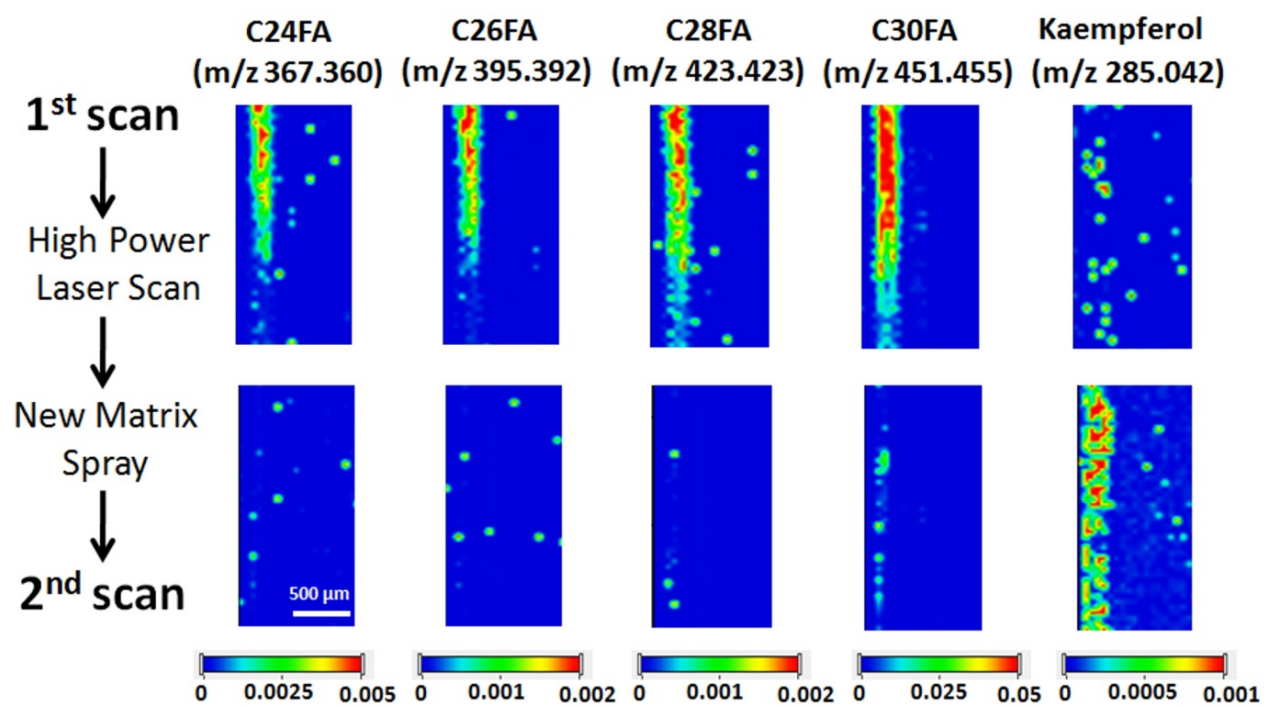 C24FA
(m/z 367.360)
C26FA
(m/z 395.392)
C28FA
(m/z 423.423)
C30FA
(m/z 451.455)
Kaempferol
(m/z 285.042)
1st scan
High Power
Laser Scan
New Matrix
Spray
2nd scan
500 µm
0 0.0025 0.005
0 0.001 0.002
0 0.001 0.002
0 0.025 0.05
0 0.0005 0.001